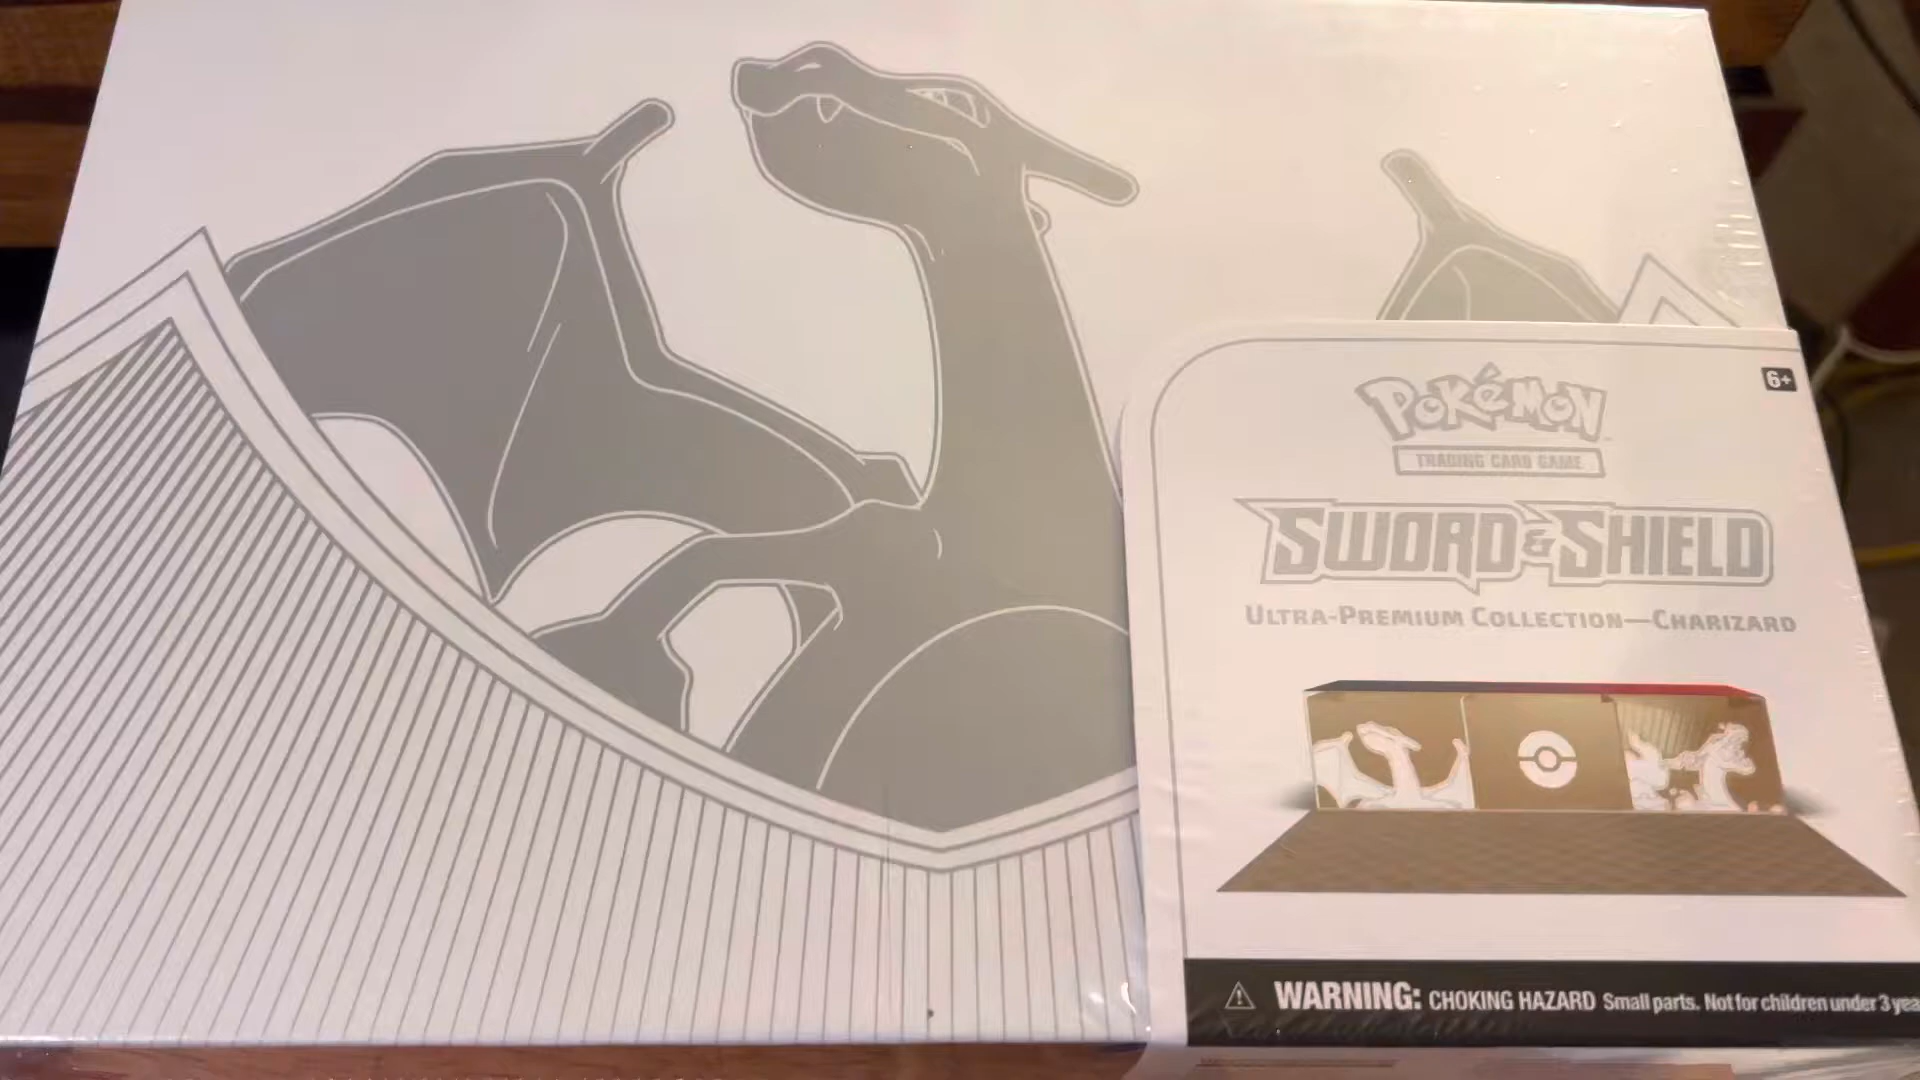 6+
POKéMON
TRADING CARD GAME
SWORD & SHIELD
ULTRA-PREMIUM COLLECTION—CHARIZARD
WARNING: CHOKING HAZARD Small parts. Not for children under 3 yea